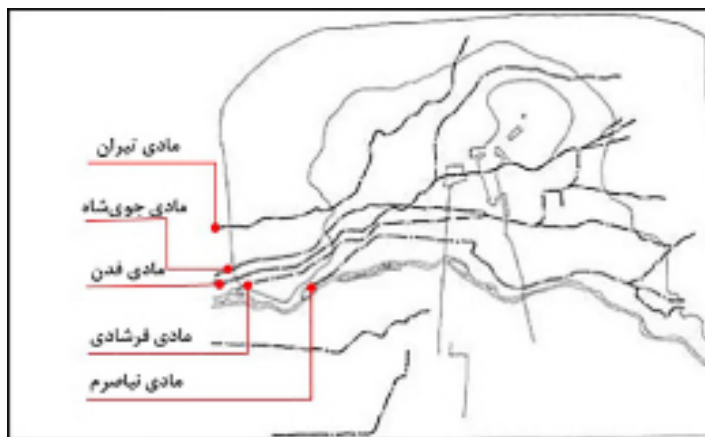 مادی تیران
مادی جوی‌شاه
مادی فدن
مادی فرشادی
مادی نیاصرم